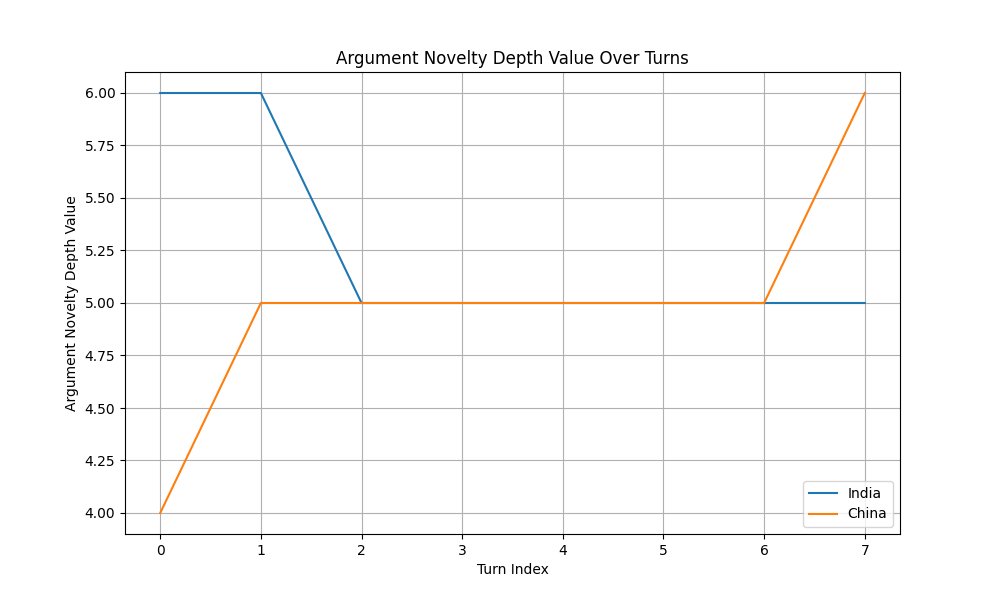 Argument Novelty Depth Value Over Turns
Argument Novelty Depth Value
6.00
5.75
5.50
5.25
5.00
4.75
4.50
4.25
4.00
0 1 2 3 4 5 6 7
Turn Index
India
China